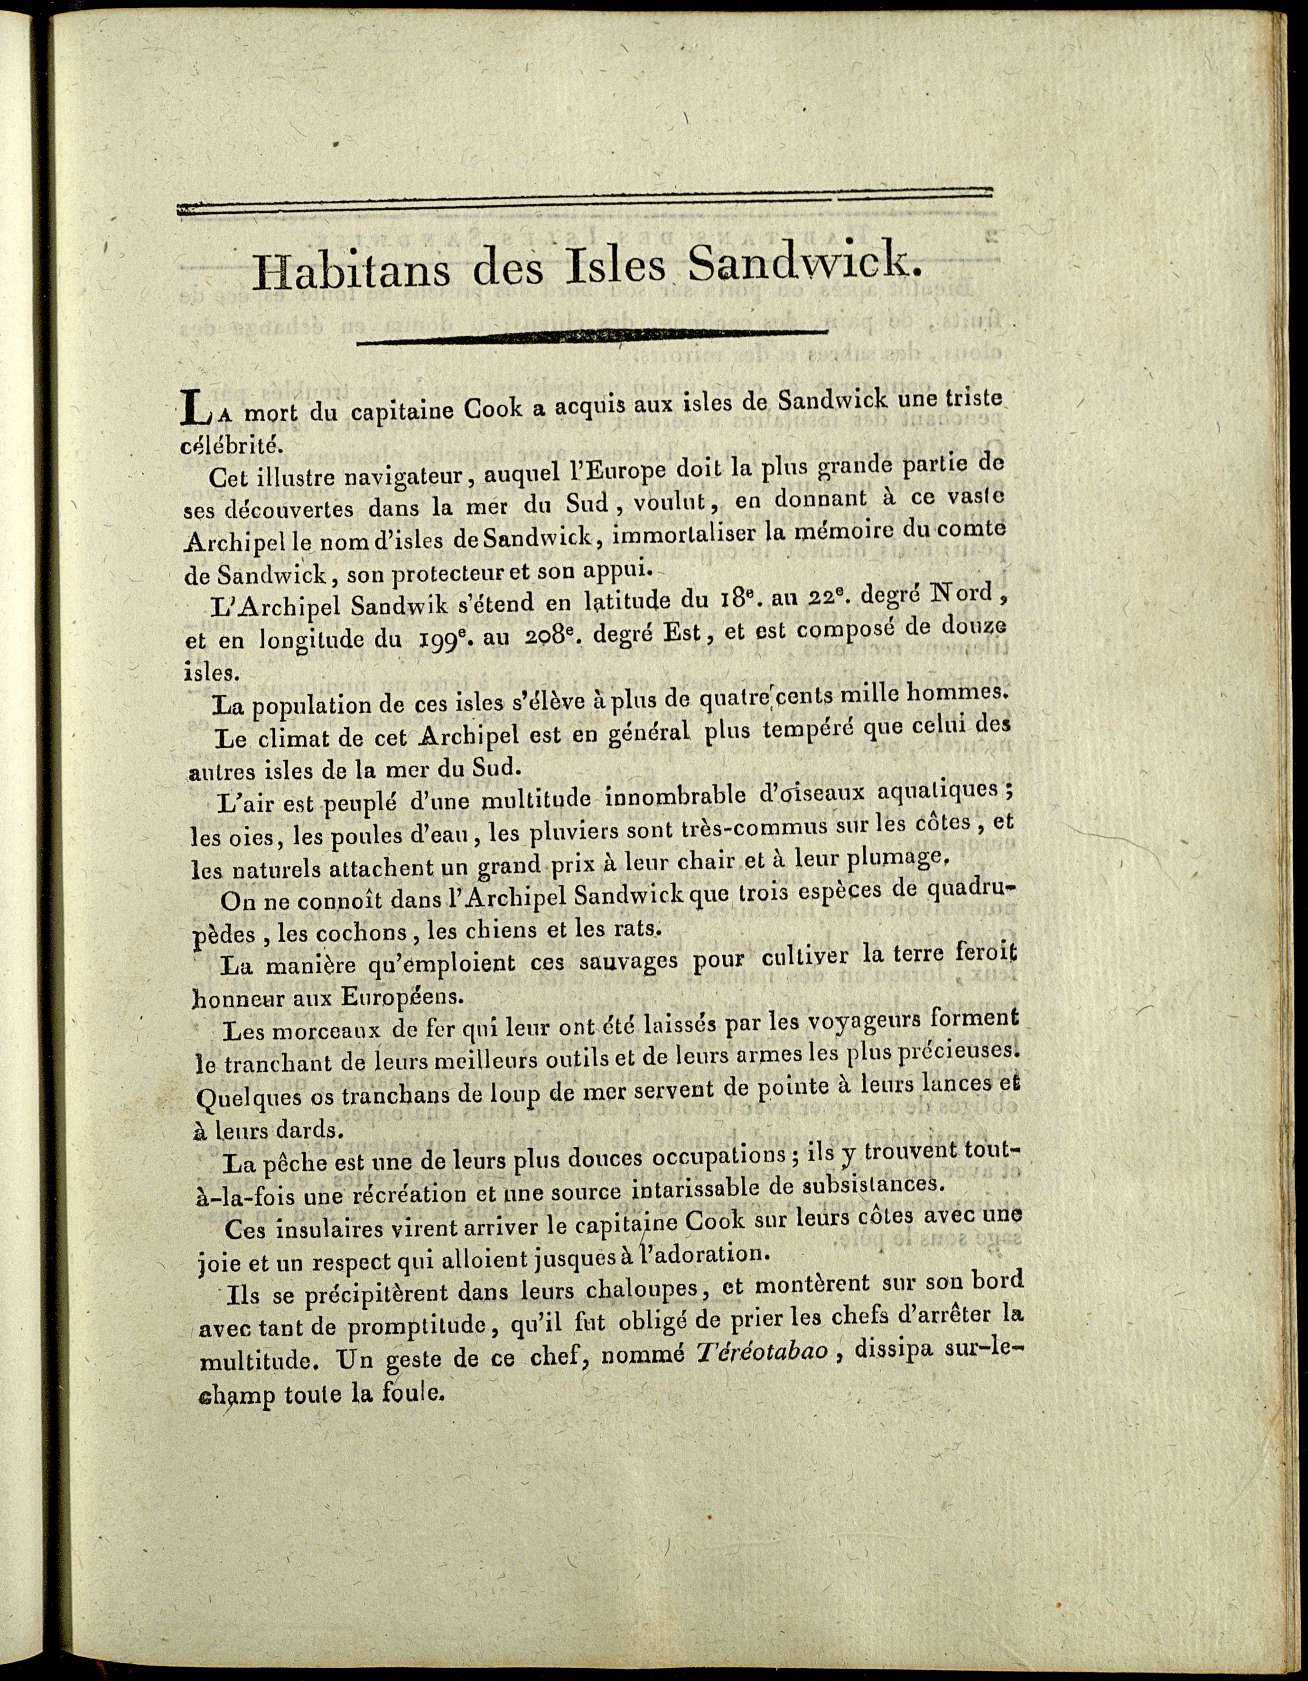 Habitans des Isles Sandwick.
LA mort du capitaine Cook a acquis aux isles de Sandwick une triste
célébrité.
Cet illustre navigateur, auquel l'Europe doit la plus grande partie de
ses découvertes dans la mer du Sud, voulut, en donnant à ce vaste
Archipel le nom d'isles de Sandwick, immortaliser la mémoire du comte
de Sandwick, son protecteur et son appui.
L'Archipel Sandwik s'étend en latitude du 18e. au 22e. degré Nord,
et en longitude du 199e. au 208e. degré Est, et est composé de douze
isles.
La population de ces isles s'élève à plus de quatre cents mille hommes.
Le climat de cet Archipel est en général plus tempéré que celui des
autres isles de la mer du Sud.
L'air est peuplé d'une multitude innombrable d'oiseaux aquatiques;
les oies, les poules d'eau, les pluviers sont très-commus sur les côtes, et
les naturels attachent un grand prix à leur chair et à leur plumage.
On ne connoît dans l'Archipel Sandwick que trois espèces de quadru-
pèdes, les cochons, les chiens et les rats.
La manière qu'emploient ces sauvages pour cultiver la terre feroit
honneur aux Européens.
Les morceaux de fer qui leur ont été laissés par les voyageurs forment
le tranchant de leurs meilleurs outils et de leurs armes les plus précieuses.
Quelques os tranchans de loup de mer servent de pointe à leurs lances et
à leurs dards.
La pêche est une de leurs plus douces occupations; ils y trouvent tout-
à-la-fois une récréation et une source intarissable de subsistances.
Ces insulaires virent arriver le capitaine Cook sur leurs côtes avec une
joie et un respect qui alloient jusques à l'adoration.
Ils se précipitèrent dans leurs chaloupes, et montèrent sur son bord
avec tant de promptitude, qu'il fut obligé de prier les chefs d'arrêter la
multitude. Un geste de ce chef, nommé Téréotabao, dissipa sur-le-
champ toute la foule.